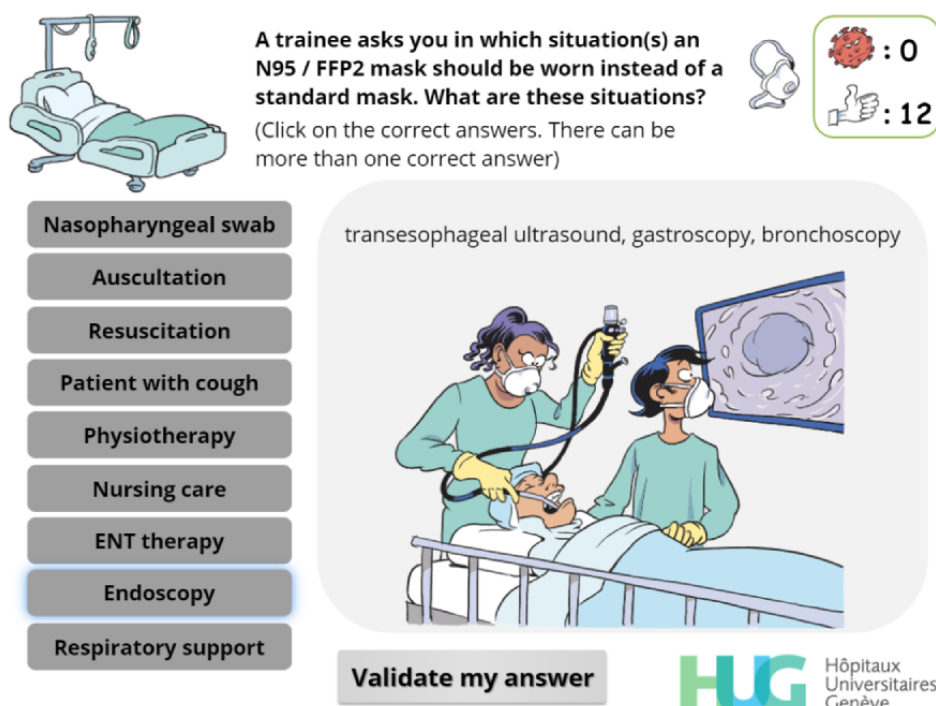 A trainee asks you in which situation(s) an
N95 / FFP2 mask should be worn instead of a
standard mask. What are these situations?
(Click on the correct answers. There can be
more than one correct answer)
: 0
: 12
Nasopharyngeal swab
Auscultation
Resuscitation
Patient with cough
Physiotherapy
Nursing care
ENT therapy
Endoscopy
Respiratory support
transesophageal ultrasound, gastroscopy, bronchoscopy
Validate my answer
HUG
Hôpitaux
Universitaires
Genève